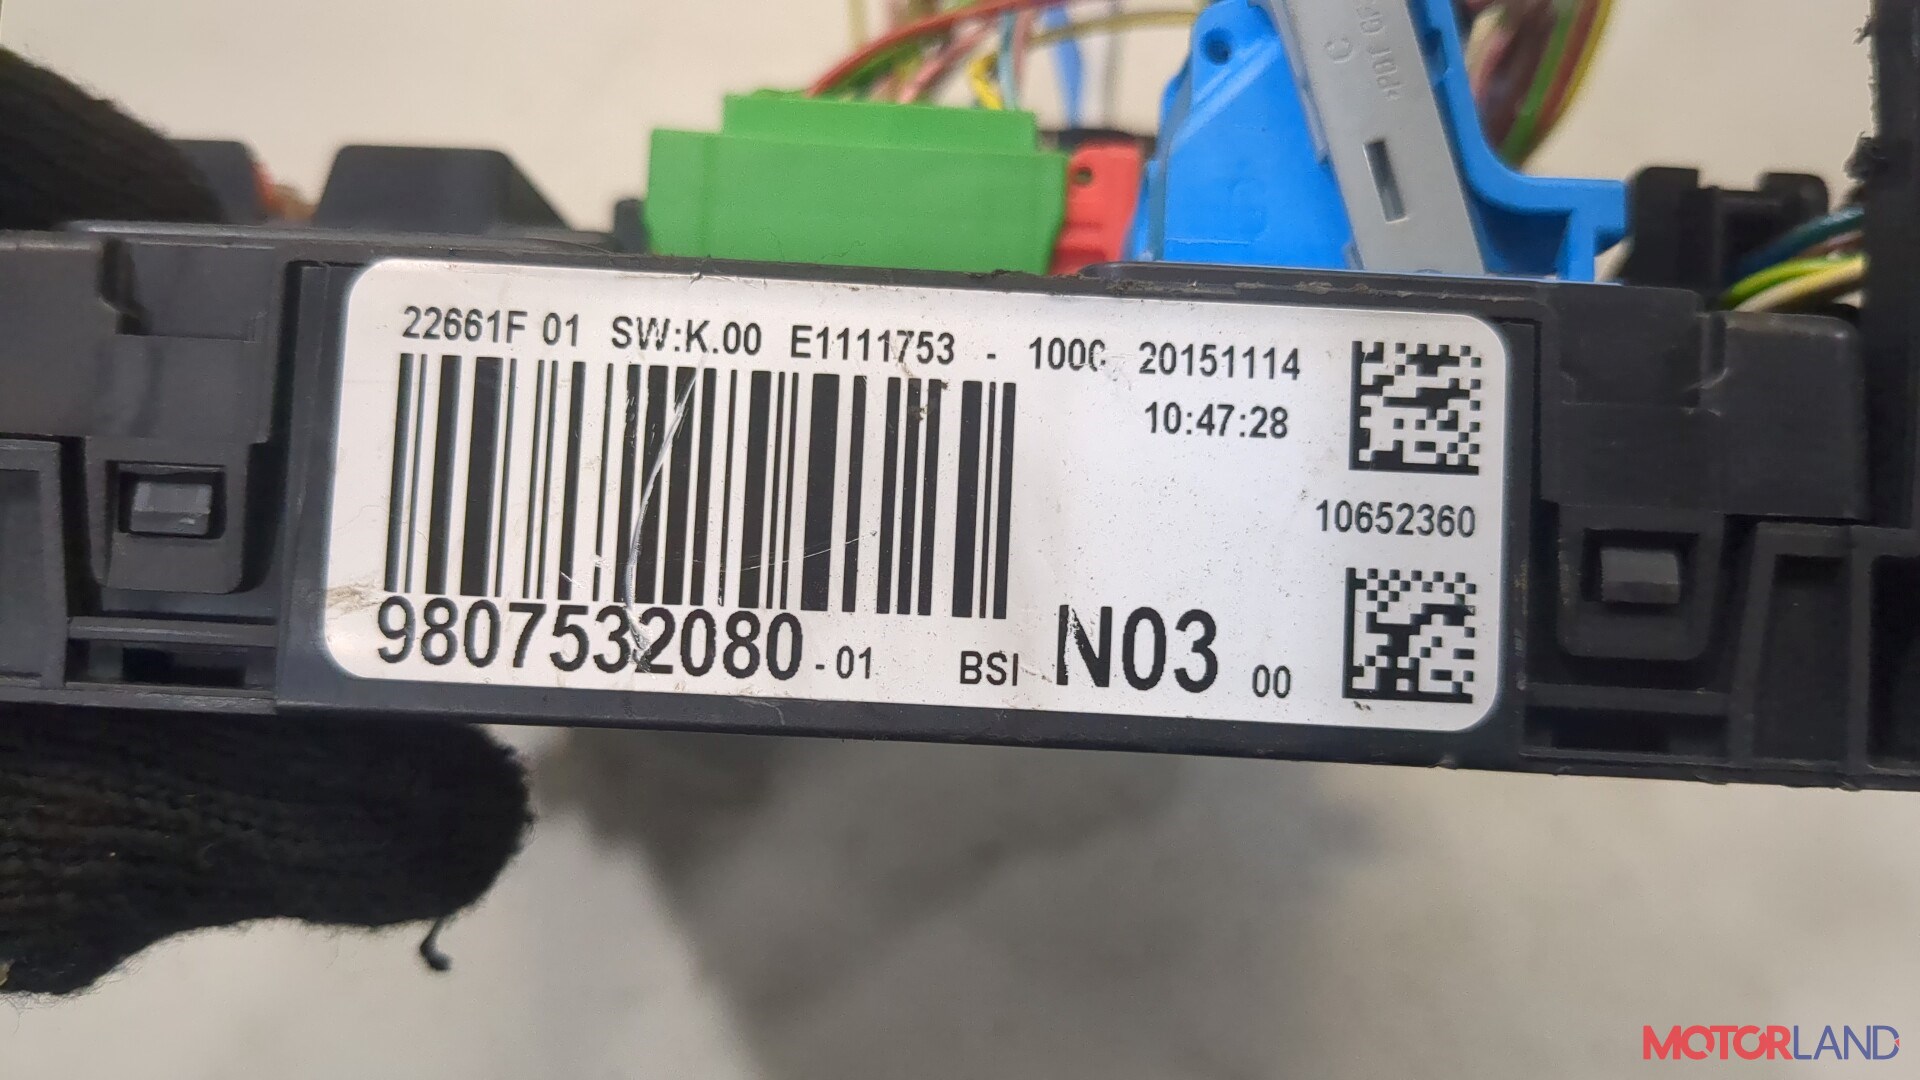 22661F 01 SW:K.00 E1111753 - 1000 20151114
10:47:28
10652360
9807532080 - 01 BSI N03 00
MOTORLAND